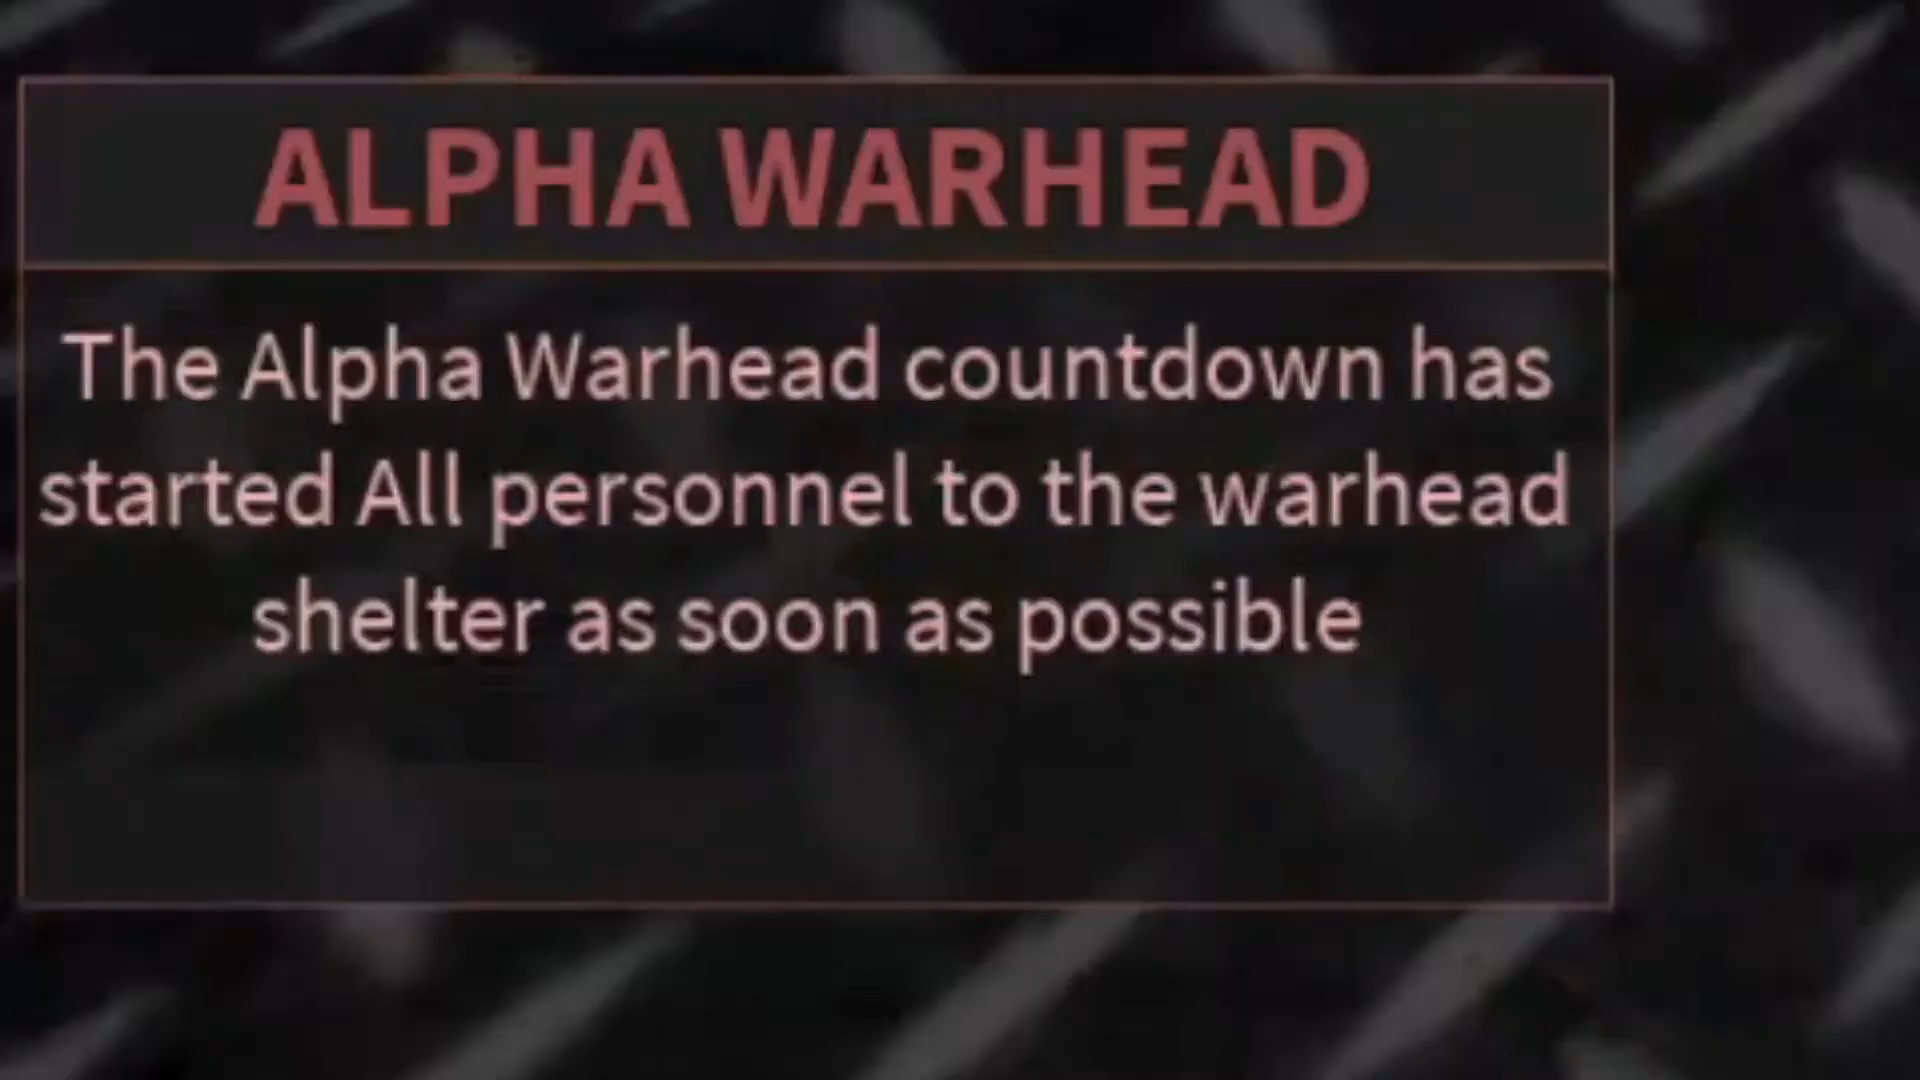 ALPHA WARHEAD
The Alpha Warhead countdown has
started All personnel to the warhead
shelter as soon as possible